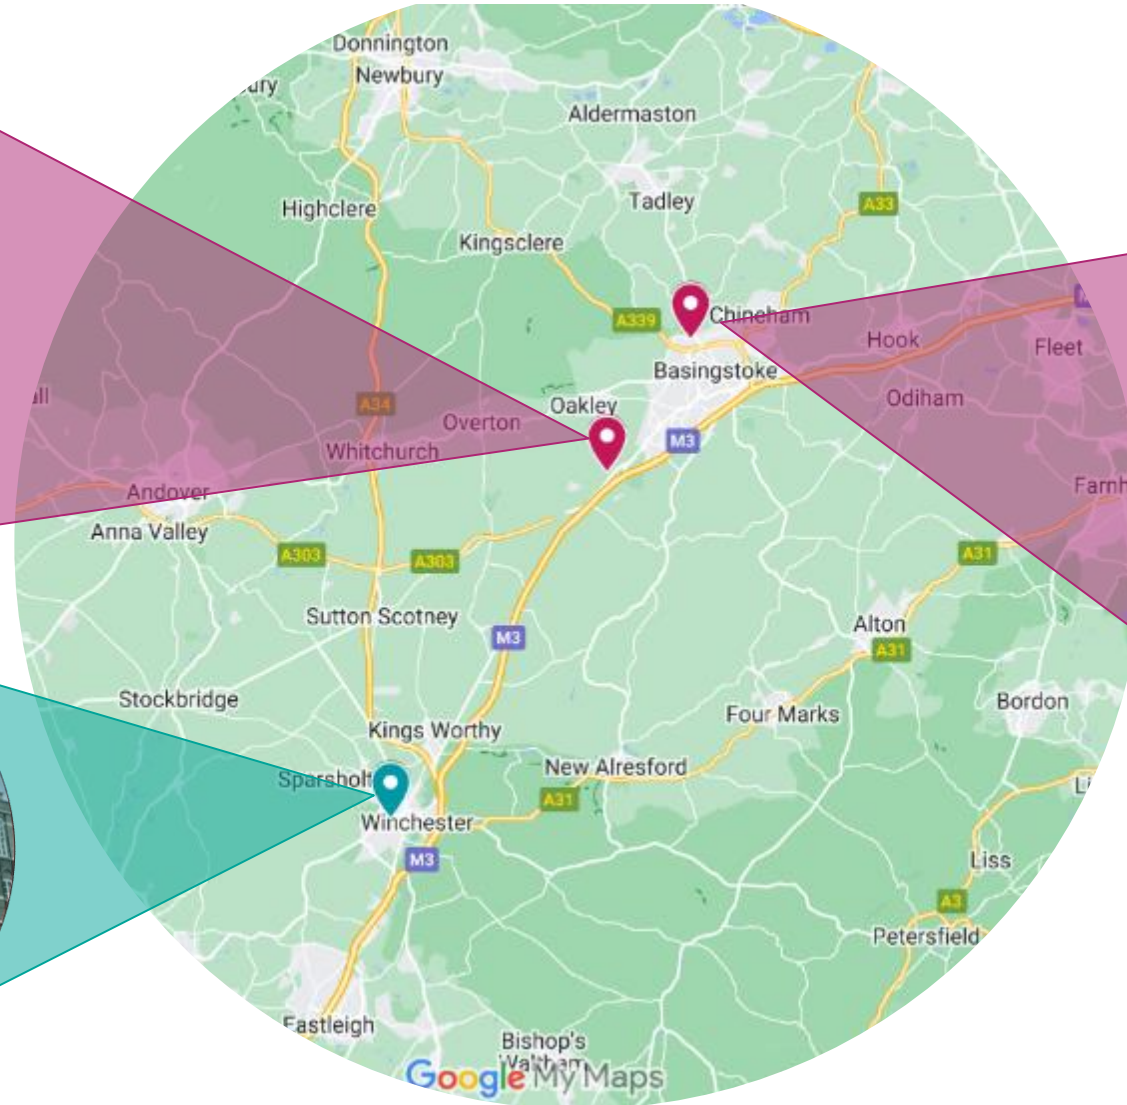 Donnington
Newbury
Aldermaston
Tadley
A33
Highclere
Kingsclere
A339
Chineham
Hook
Fleet
Basingstoke
Odiham
Oakley
A34
Overton
M3
Whitchurch
Andover
Anna Valley
A303
A303
A31
Sutton Scotney
Alton
M3
A31
Stockbridge
Bordon
Four Marks
Kings Worthy
New Alresford
Sparsholt
A31
Winchester
M3
Liss
A3
Petersfield
Eastleigh
Bishop's
Waltham
Google My Maps